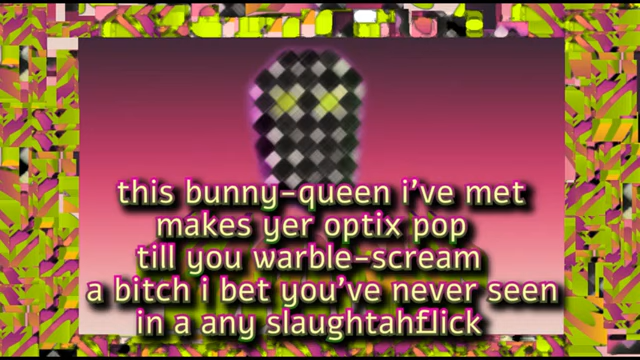 this bunny-queen i've met
makes yer optix pop
till you warble-scream
a bitch i bet you've never seen
in a any slaughtahflick